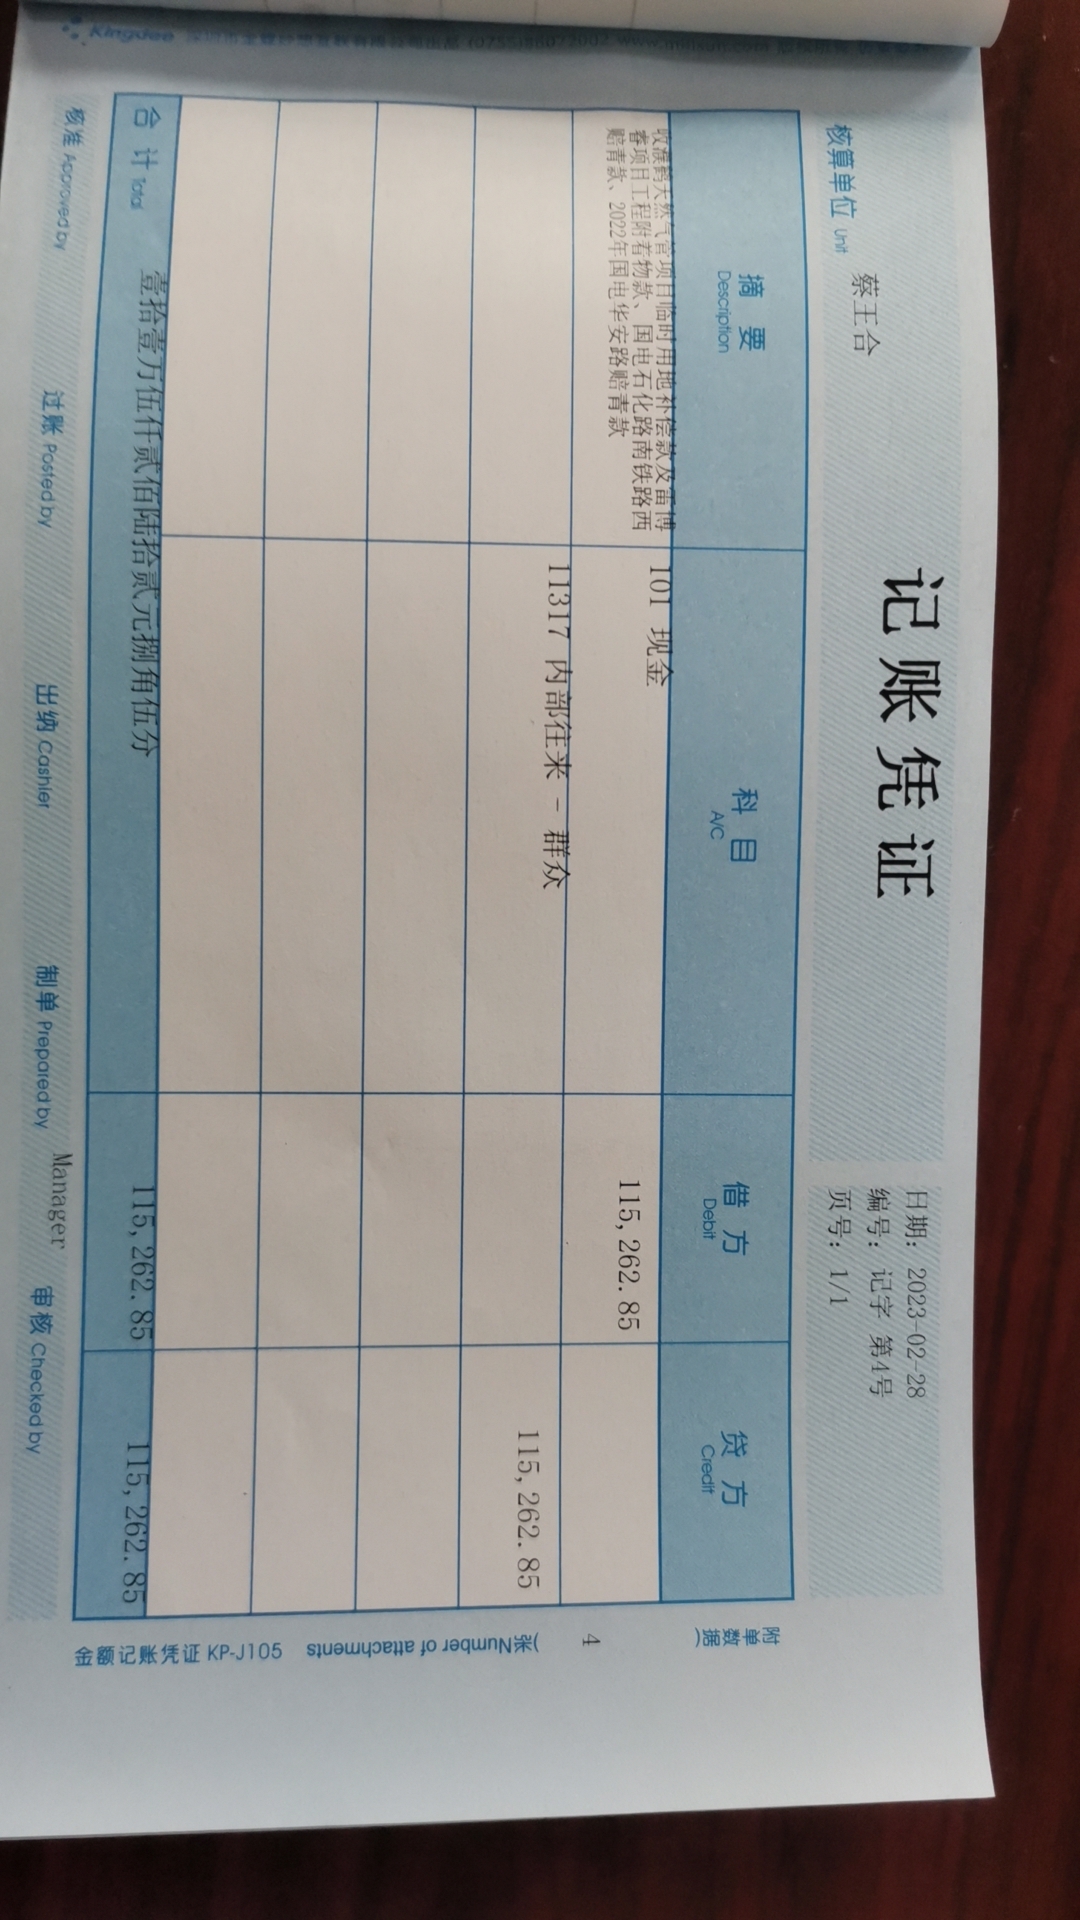 记账凭证
日期: 2023-02-28
编号: 记字 第4号
页号: 1/1
核算单位 Unit 蔡王合
摘要 Description 科目 A/C 借方 Debit 贷方 Credit
收濮鹤天然气管项目临时用地补偿款及雷博
睿项目工程附着物款、国电石化路南铁路西
赔青款、2022年国电华安路赔青款
101 现金 115,262.85
11317 内部往来 - 群众 115,262.85
合计 Total 壹拾壹万伍仟贰佰陆拾贰元捌角伍分 115,262.85 115,262.85
核准 Approved by 过账 Posted by 出纳 Cashier 制单 Prepared by Manager 审核 Checked by
附单数据) 4 张Number of attachments
金额记账凭证 KP-J105
Kingdee